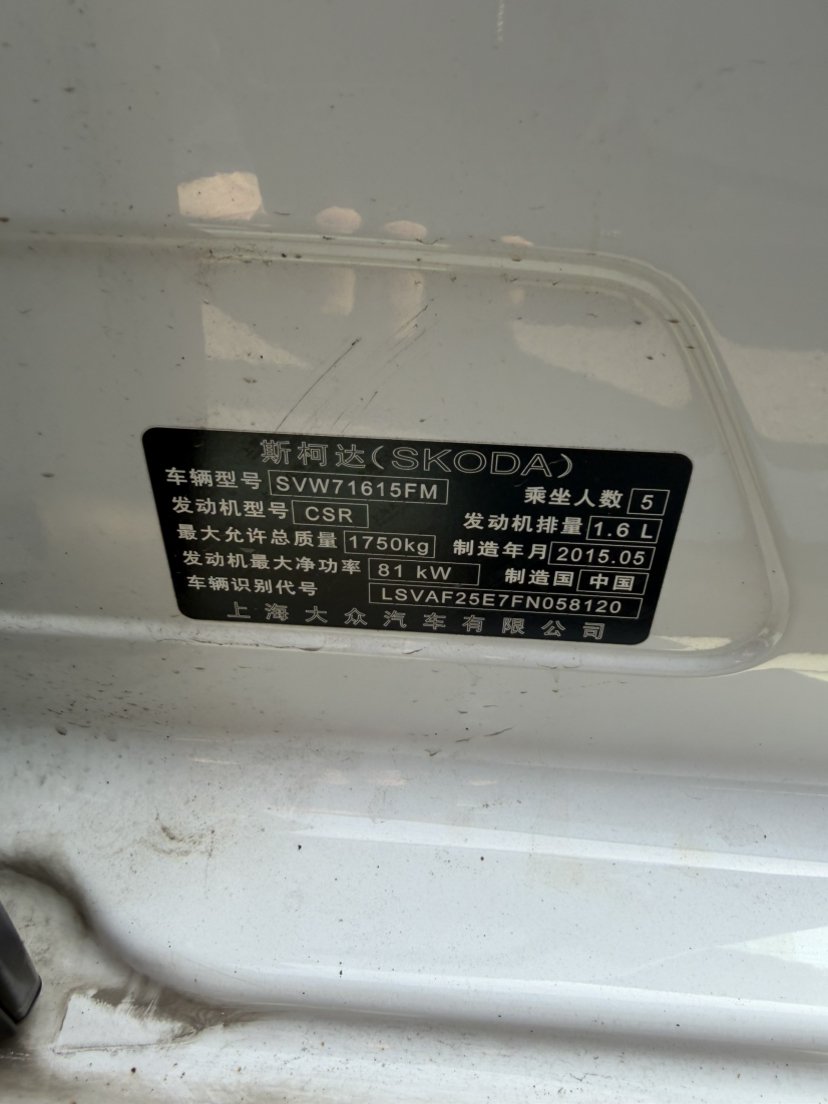 斯柯达(SKODA)
车辆型号 SVW71615FM 乘坐人数 5
发动机型号 CSR 发动机排量 1.6 L
最大允许总质量 1750kg 制造年月 2015.05
发动机最大净功率 81 kW 制造国 中国
车辆识别代号 LSVAF25E7FN058120
上海大众汽车有限公司